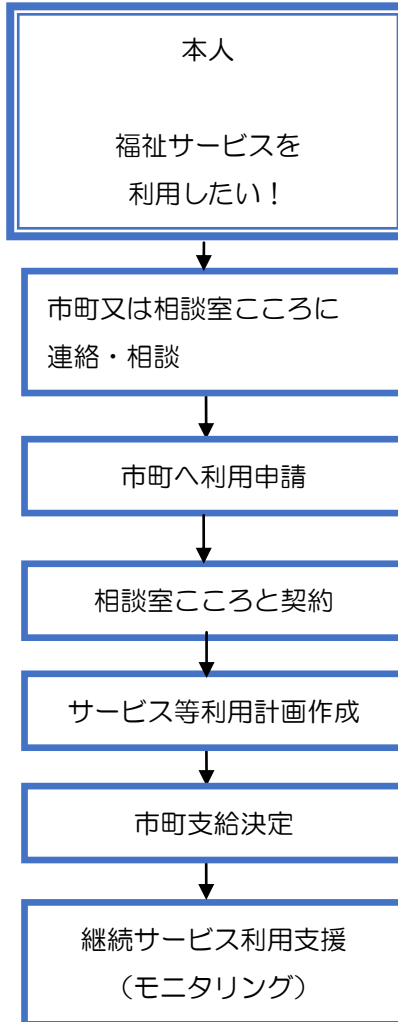 本人
福祉サービスを
利用したい！
市町又は相談室こころに
連絡・相談
市町へ利用申請
相談室こころと契約
サービス等利用計画作成
市町支給決定
継続サービス利用支援
（モニタリング）